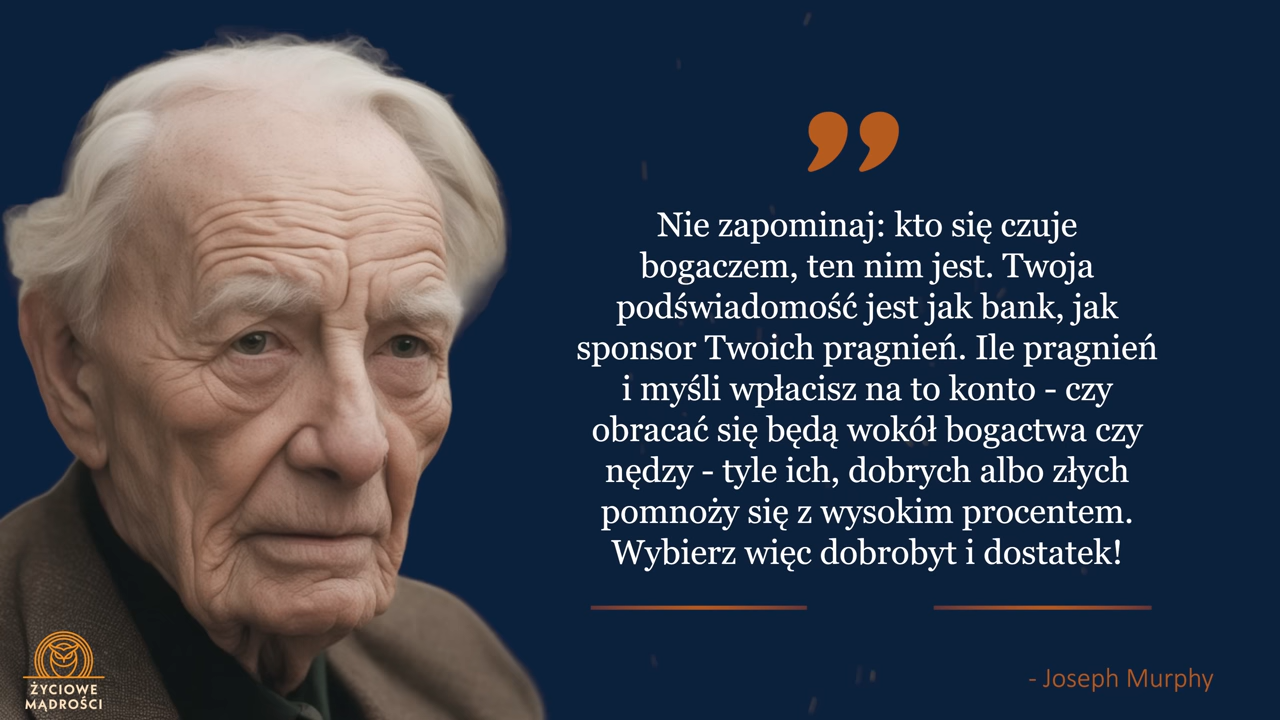 ”
Nie zapominaj: kto się czuje
bogaczem, ten nim jest. Twoja
podświadomość jest jak bank, jak
sponsor Twoich pragnień. Ile pragnień
i myśli wpłacisz na to konto - czy
obracać się będą wokół bogactwa czy
nędzy - tyle ich, dobrych albo złych
pomnoży się z wysokim procentem.
Wybierz więc dobrobyt i dostatek!
- Joseph Murphy
ŻYCIOWE
MĄDROŚCI